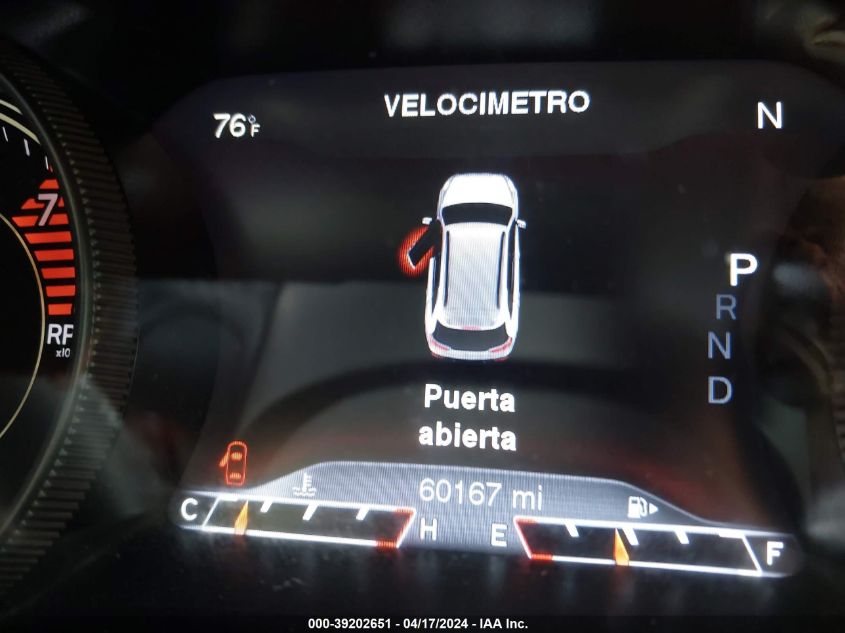 VELOCIMETRO
76°F
N
7
P
R
N
D
RP
x10
Puerta
abierta
60167 mi
C
H
E
F
000-39202651 - 04/17/2024 - IAA Inc.